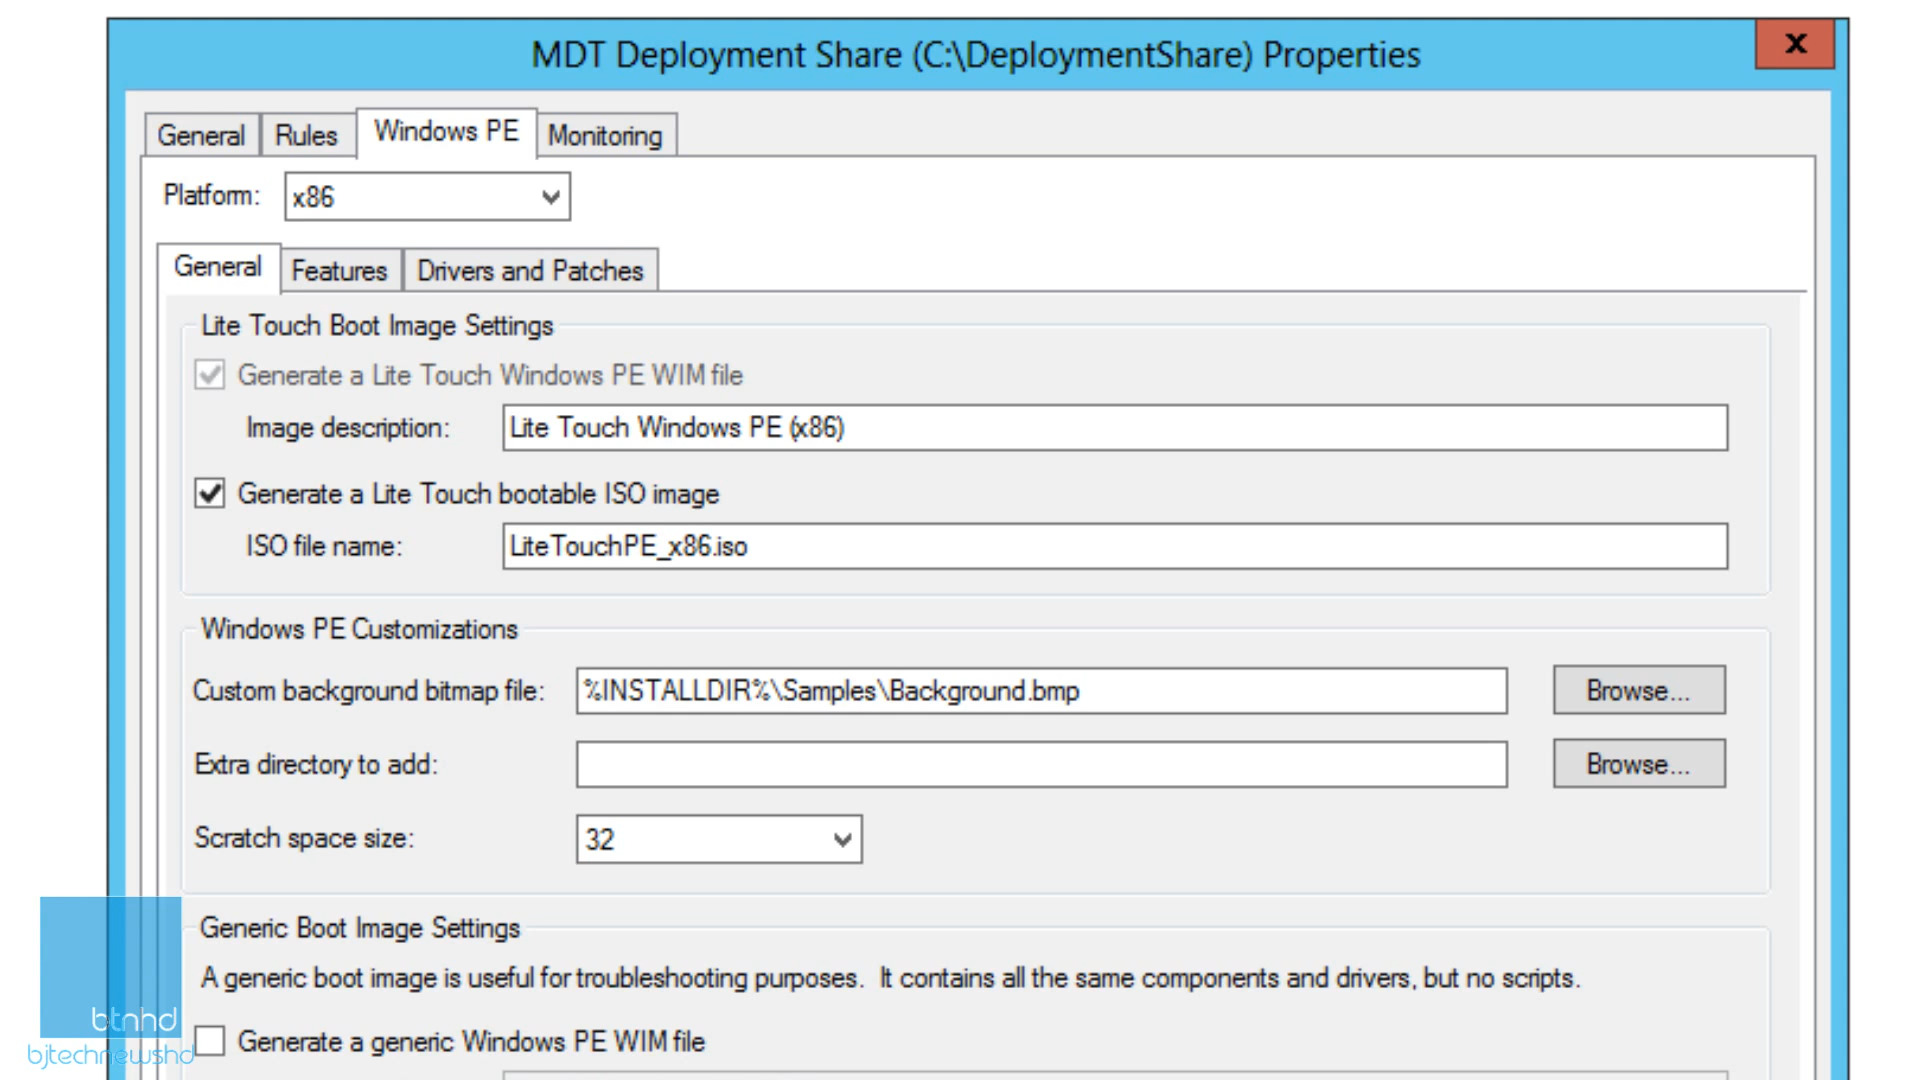 MDT Deployment Share (C:\DeploymentShare) Properties
x
General Rules Windows PE Monitoring
Platform: x86
General Features Drivers and Patches
Lite Touch Boot Image Settings
Generate a Lite Touch Windows PE WIM file
Image description: Lite Touch Windows PE (x86)
Generate a Lite Touch bootable ISO image
ISO file name: LiteTouchPE_x86.iso
Windows PE Customizations
Custom background bitmap file: %INSTALLDIR%\Samples\Background.bmp Browse...
Extra directory to add: Browse...
Scratch space size: 32
Generic Boot Image Settings
A generic boot image is useful for troubleshooting purposes.  It contains all the same components and drivers, but no scripts.
btnhd
bjtechnewshd
Generate a generic Windows PE WIM file